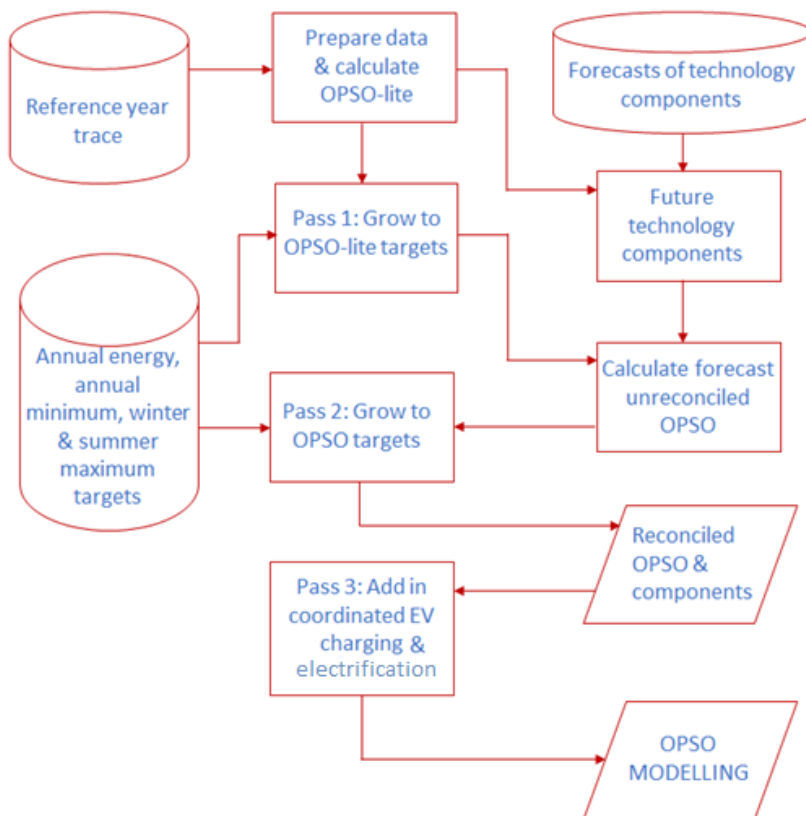 Prepare data
& calculate
OPSO-lite
Forecasts of technology
components
Reference year
trace
Pass 1: Grow to
OPSO-lite targets
Future
technology
components
Annual energy,
annual
minimum, winter
& summer
maximum
targets
Calculate forecast
unreconciled
OPSO
Pass 2: Grow to
OPSO targets
Reconciled
OPSO &
components
Pass 3: Add in
coordinated EV
charging &
electrification
OPSO
MODELLING